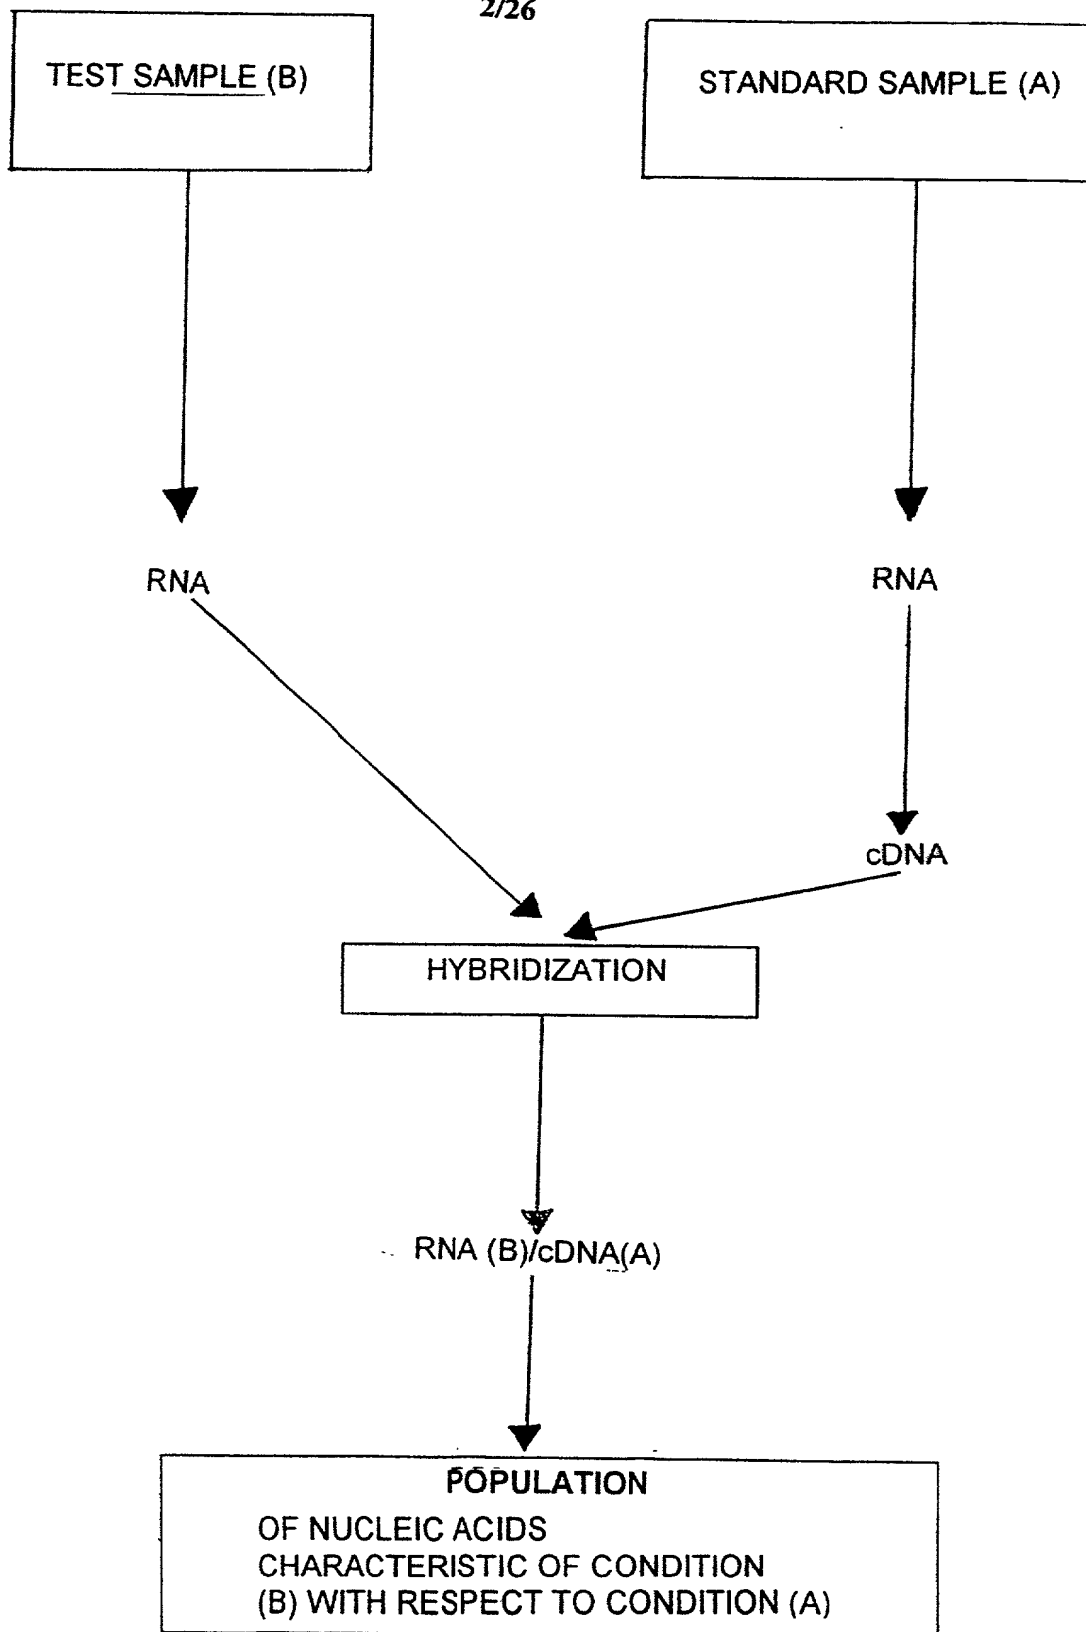 2/26
TEST SAMPLE (B)
STANDARD SAMPLE (A)
RNA
RNA
cDNA
HYBRIDIZATION
RNA (B)/cDNA(A)
POPULATION
OF NUCLEIC ACIDS
CHARACTERISTIC OF CONDITION
(B) WITH RESPECT TO CONDITION (A)